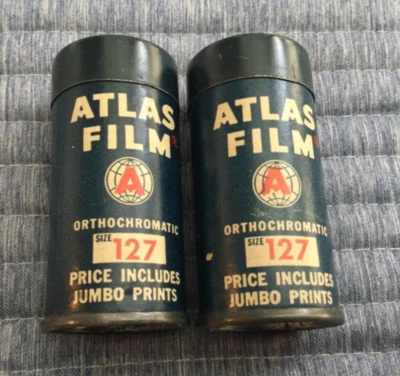 ATLAS
FILM
A
ORTHOCHROMATIC
SIZE 127
PRICE INCLUDES
JUMBO PRINTS
ATLAS
FILM
A
ORTHOCHROMATIC
SIZE 127
PRICE INCLUDES
JUMBO PRINTS